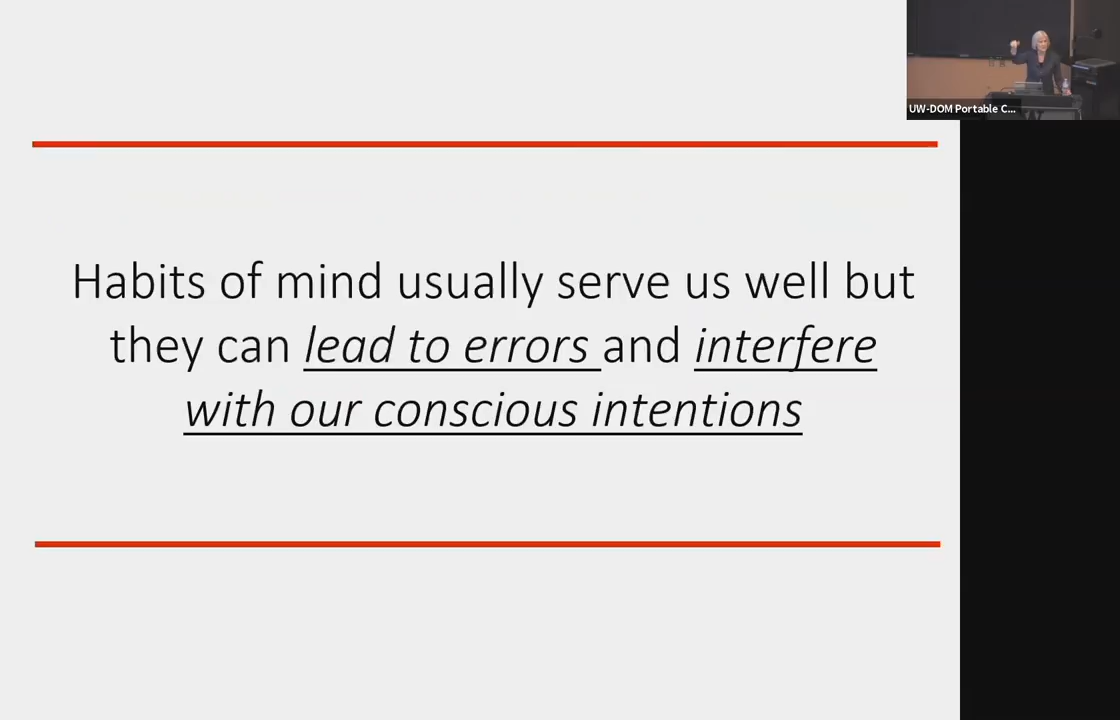 UW-DOM Portable C...
Habits of mind usually serve us well but
they can lead to errors and interfere
with our conscious intentions